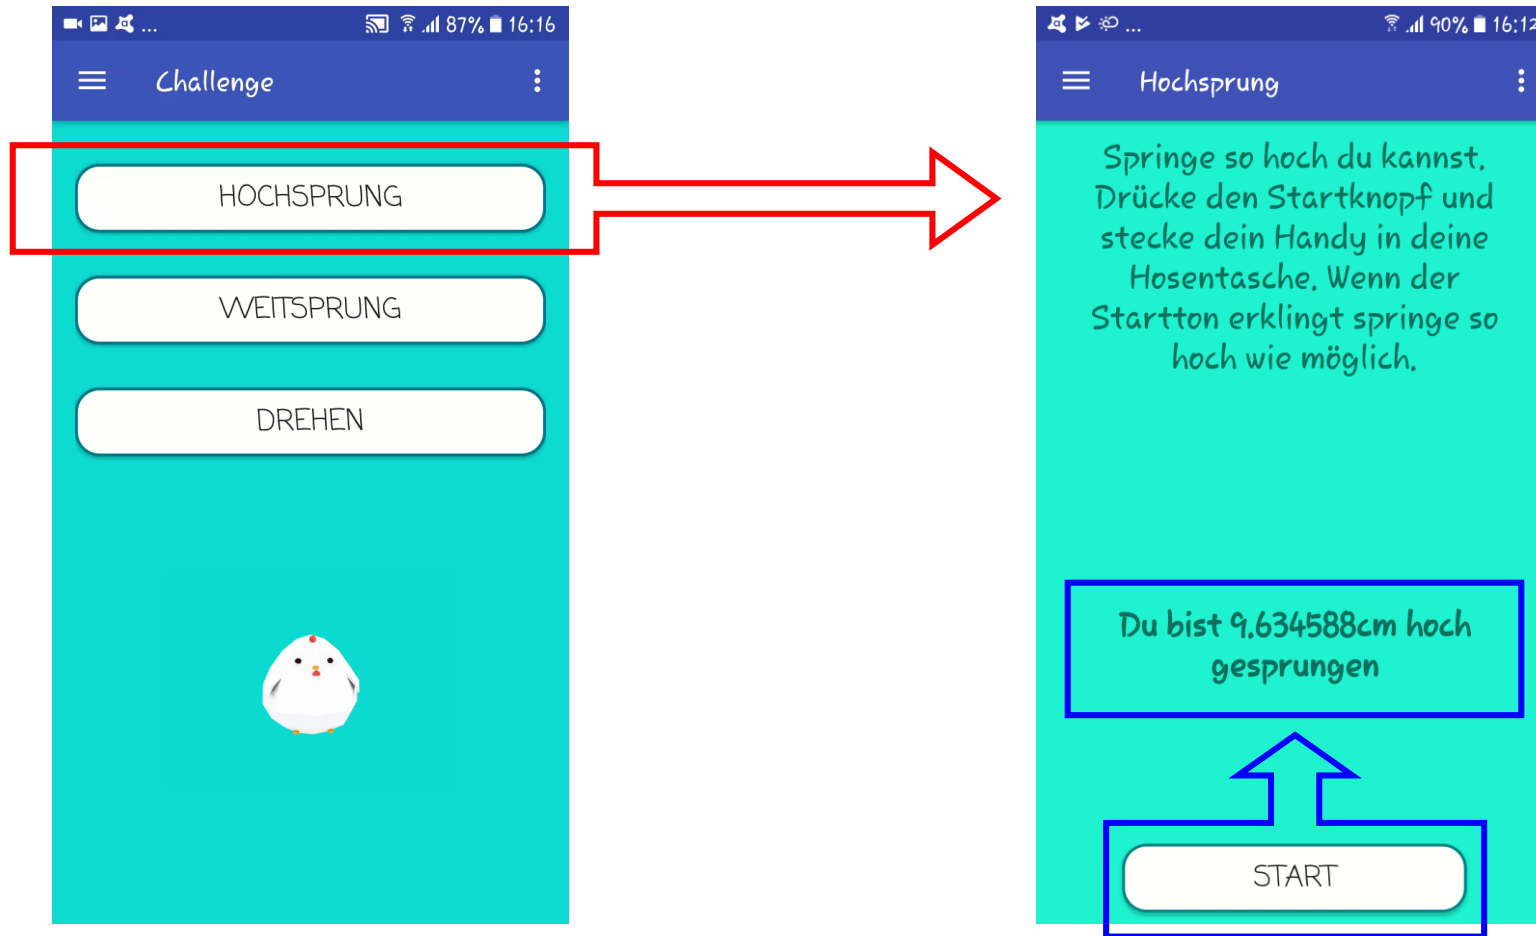 ... 87% 16:16
Challenge
HOCHSPRUNG
WEITSPRUNG
DREHEN
... 90% 16:12
Hochsprung
Springe so hoch du kannst.
Drücke den Startknopf und
stecke dein Handy in deine
Hosentasche. Wenn der
Startton erklingt springe so
hoch wie möglich.
Du bist 9.634588cm hoch
gesprungen
START